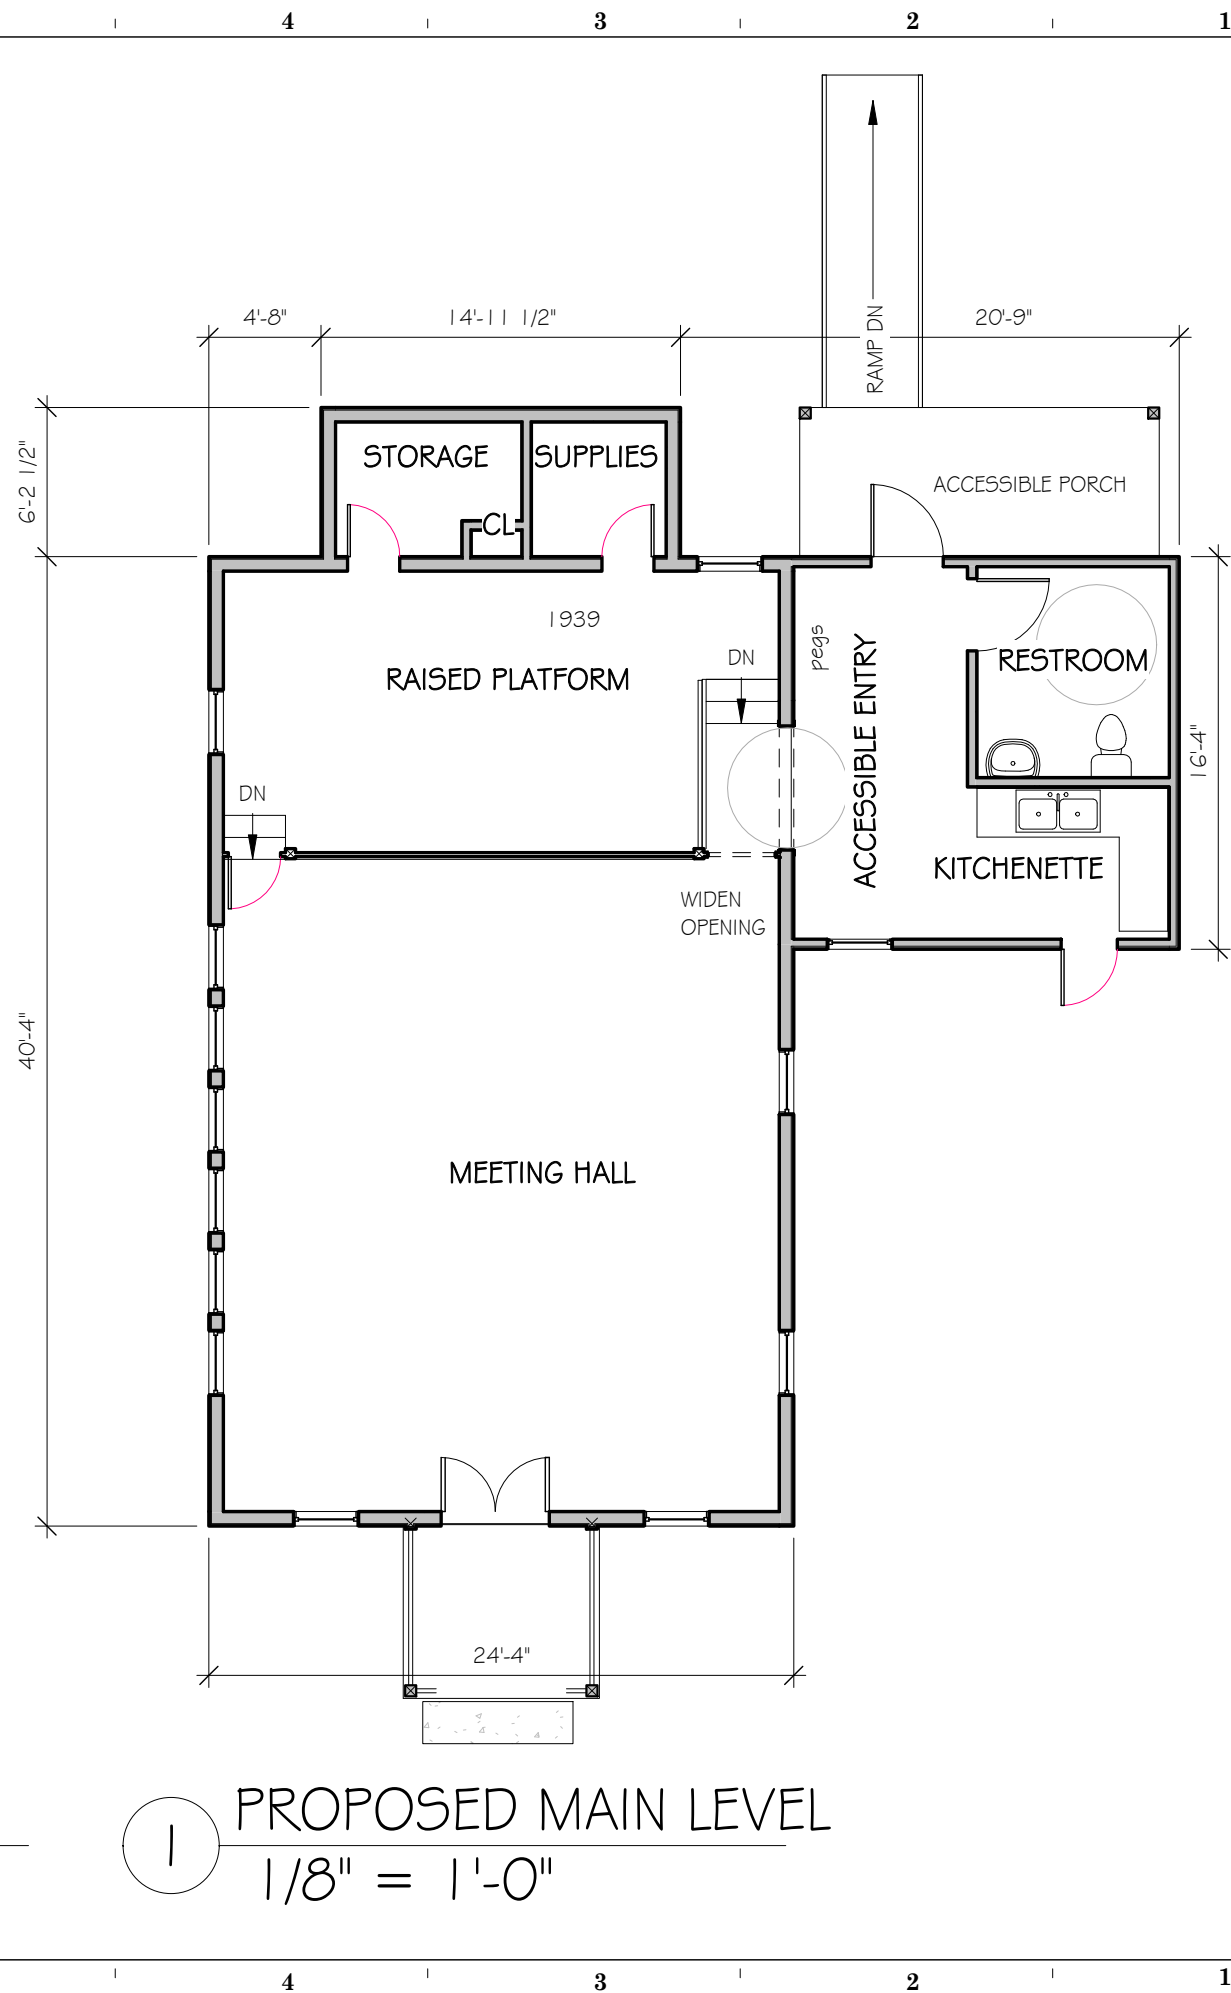 4 3 2 1
4'-8" 14'-11 1/2" 20'-9"
RAMP DN
6'-2 1/2"
STORAGE SUPPLIES
CL
ACCESSIBLE PORCH
1939
pegs
RAISED PLATFORM
DN
ACCESSIBLE ENTRY
RESTROOM
16'-4"
DN
KITCHENETTE
WIDEN
OPENING
40'-4"
MEETING HALL
24'-4"
1
PROPOSED MAIN LEVEL
1/8" = 1'-0"
4 3 2 1